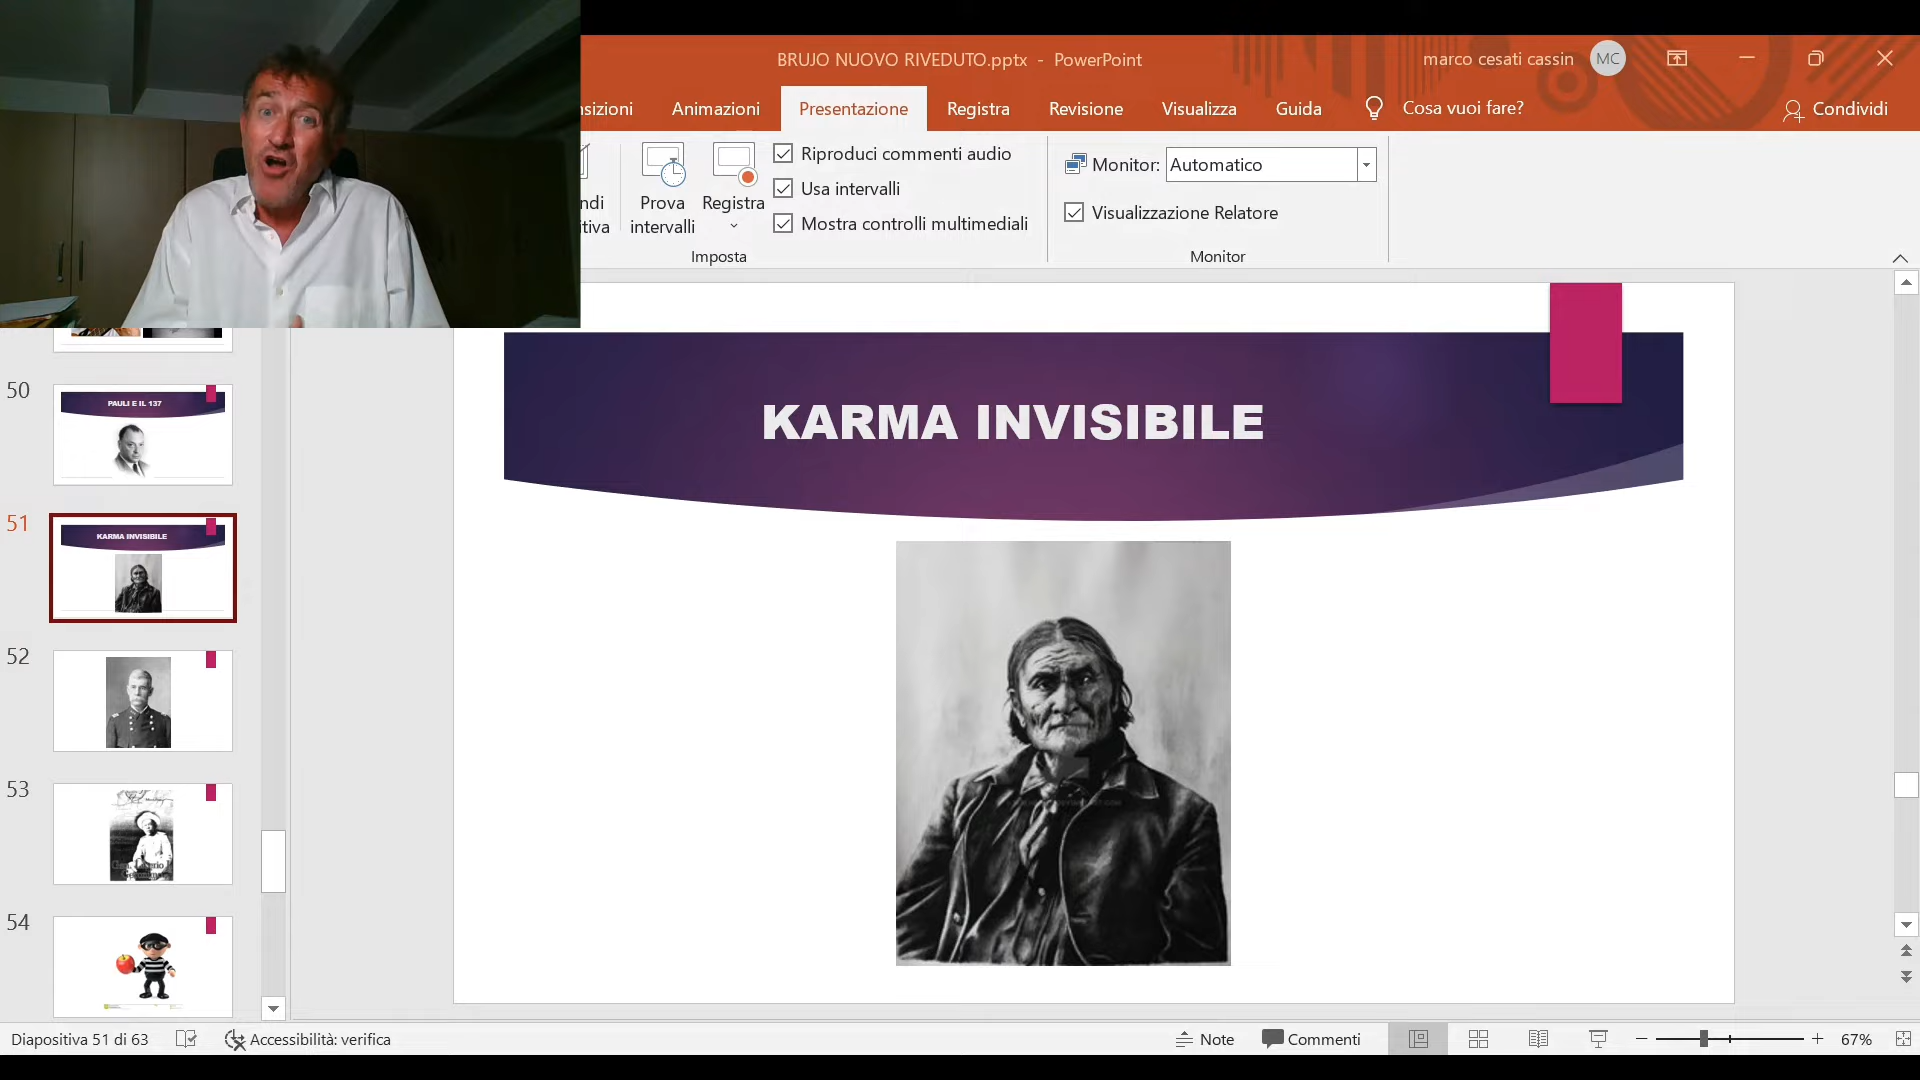 BRUJO NUOVO RIVEDUTO.pptx - PowerPoint
marco cesati cassin
MC
Animazioni
Presentazione
Registra
Revisione
Visualizza
Guida
Cosa vuoi fare?
Condividi
Prova
intervalli
Registra
Riproduci commenti audio
Usa intervalli
Mostra controlli multimediali
Imposta
Monitor:
Automatico
Visualizzazione Relatore
Monitor
50
PAULI E IL 137
51
KARMA INVISIBILE
52
53
54
KARMA INVISIBILE
Diapositiva 51 di 63
Accessibilità: verifica
Note
Commenti
67%